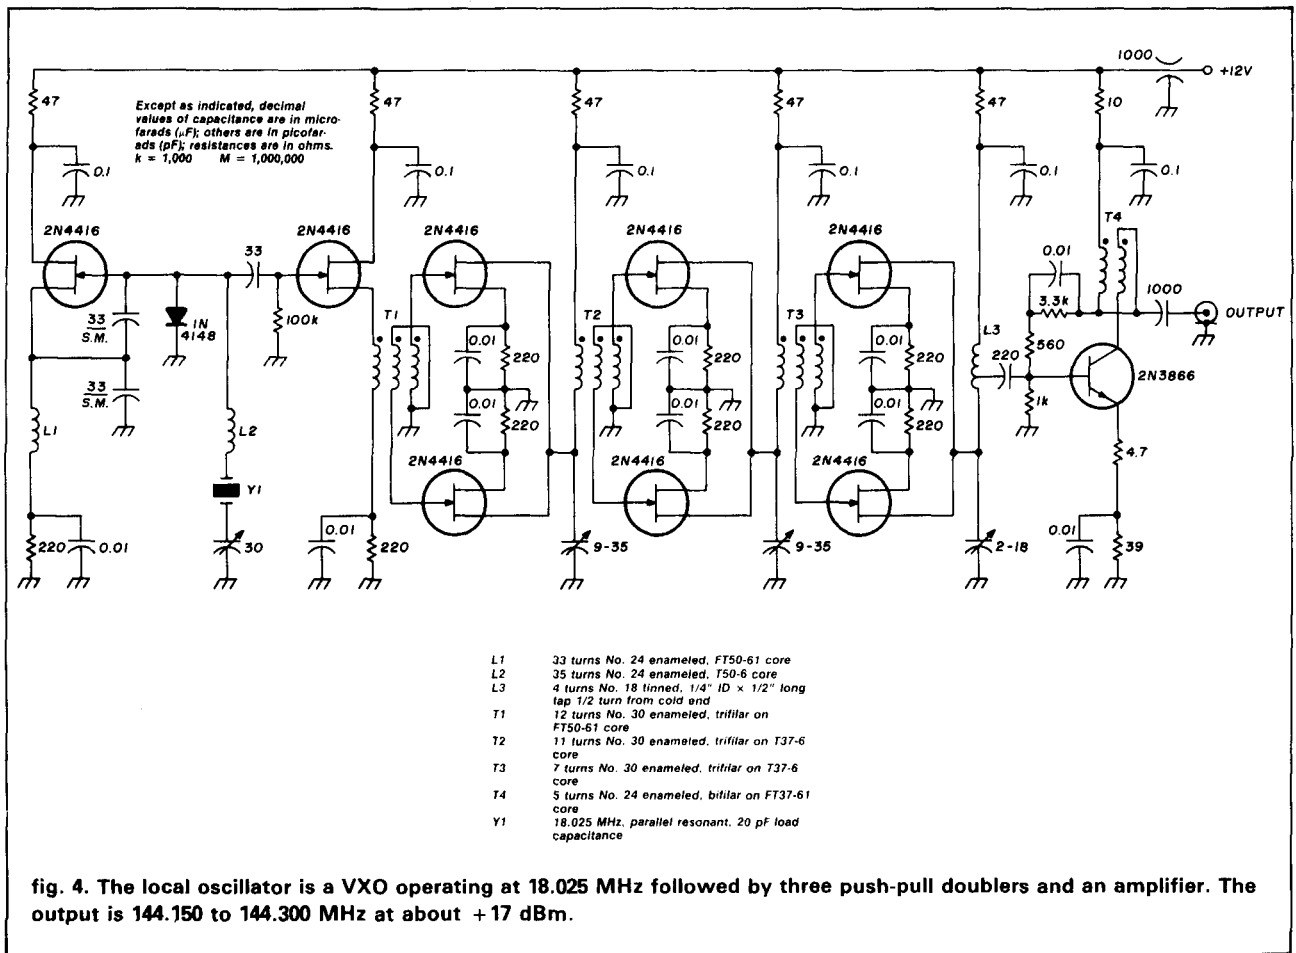 1000
+12V
47
47
47
47
47
10
Except as indicated, decimal
values of capacitance are in micro-
farads (μF); others are in picofar-
ads (pF); resistances are in ohms.
k = 1,000   M = 1,000,000
0.1
0.1
0.1
0.1
0.1
0.1
2N4416
2N4416
2N4416
2N4416
2N4416
T4
33
0.01
1000
OUTPUT
33
S.M.
1N
4148
100k
T1
T2
T3
L3
3.3k
560
220
1k
2N3866
0.01
220
0.01
220
0.01
220
0.01
220
0.01
220
0.01
220
33
S.M.
L1
L2
2N4416
2N4416
2N4416
4.7
Y1
220
0.01
30
0.01
220
9-35
9-35
2-18
0.01
39
L1 33 turns No. 24 enameled, FT50-61 core
L2 35 turns No. 24 enameled, T50-6 core
L3 4 turns No. 18 tinned, 1/4" ID × 1/2" long
tap 1/2 turn from cold end
T1 12 turns No. 30 enameled, trifilar on
FT50-61 core
T2 11 turns No. 30 enameled, trifilar on T37-6
core
T3 7 turns No. 30 enameled, trifilar on T37-6
core
T4 5 turns No. 24 enameled, bifilar on FT37-61
core
Y1 18.025 MHz, parallel resonant, 20 pF load
capacitance
fig. 4. The local oscillator is a VXO operating at 18.025 MHz followed by three push-pull doublers and an amplifier. The
output is 144.150 to 144.300 MHz at about +17 dBm.